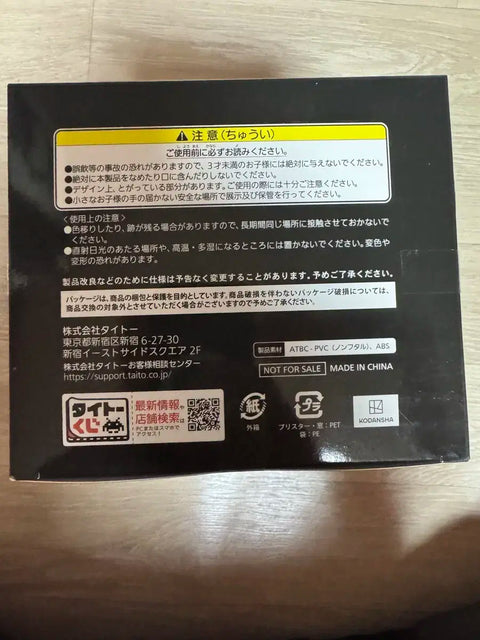 ⚠注意(ちゅうい)
ご使用前に必ずお読みください。
●誤飲等の事故の恐れがありますので、3才未満のお子様には絶対に与えないでください。
●絶対に本製品をなめたり口に含んだりしないでください。
●デザイン上、とがっている部分があります。ご使用の際には十分ご注意ください。
●小さなお子様の手の届かない安全な場所で展示及び保管を行ってください。
〈使用上の注意〉
●色移りしたり、跡が残る場合がありますので、長期間同じ場所に接触させておかないで
ください。
●直射日光のあたる場所や、高温・多湿になるところには置かないでください。変色や
変形の恐れがあります。
製品改良などのために仕様は予告なく変更することがあります。予めご了承ください。
パッケージは、商品の梱包と保護を目的としています。商品破損を伴わないパッケージ破損については、
商品交換の対象外とさせていただく場合がございますので予めご了承ください。
株式会社タイトー
東京都新宿区新宿 6-27-30
新宿イーストサイドスクエア 2F
株式会社タイトーお客様相談センター
https://support.taito.co.jp/
製品素材 ATBC-PVC(ノンフタル)、ABS
NOT FOR SALE MADE IN CHINA
タイトー
くじ
最新情報や
店舗検索は
PCまたはスマホで
アクセス!
紙
外箱
プラ
ブリスター・窓:PET
袋:PE
KODANSHA